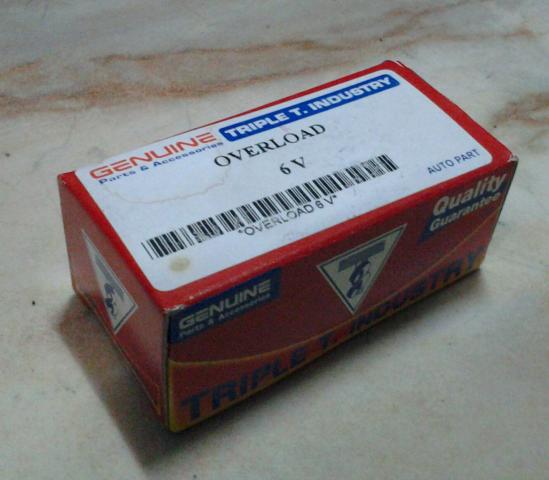 GENUINE
Parts & Accessories
TRIPLE T. INDUSTRY
OVERLOAD
6 V
*OVERLOAD 6 V*
AUTO PART
Quality
Guarantee
GENUINE
Parts & Accessories
TRIPLE T. INDUSTRY